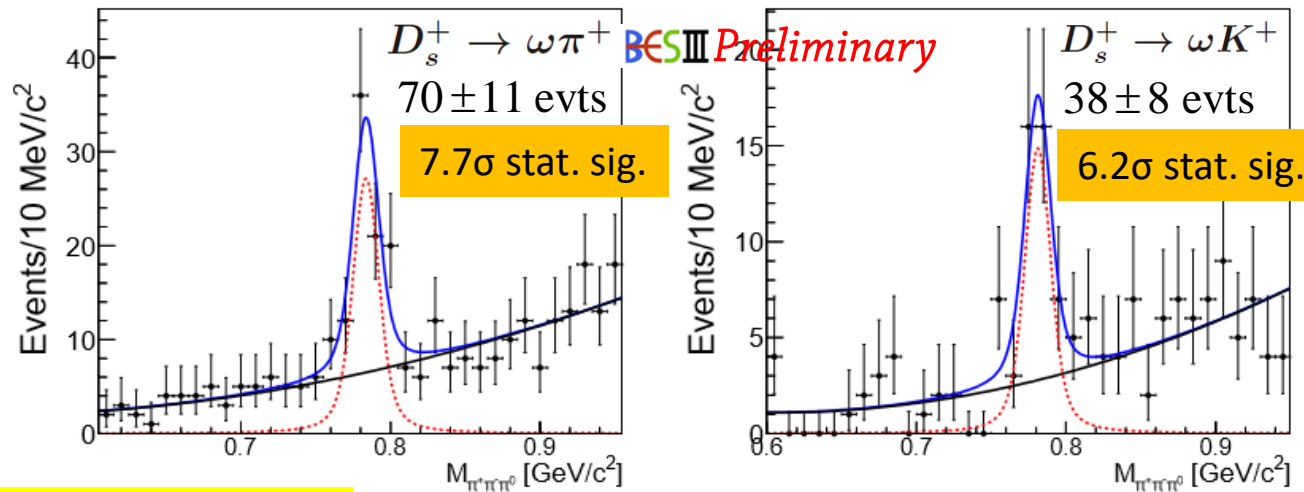 D_s^+ → ωπ^+
BESIII Preliminary
70±11 evts
7.7σ stat. sig.
Events/10 MeV/c^2
40
30
20
10
0
0.7
0.8
0.9
M_{π^+π^-π^0} [GeV/c^2]
D_s^+ → ωK^+
38±8 evts
6.2σ stat. sig.
Events/10 MeV/c^2
20
15
10
5
0
0.6
0.7
0.8
0.9
M_{π^+π^-π^0} [GeV/c^2]